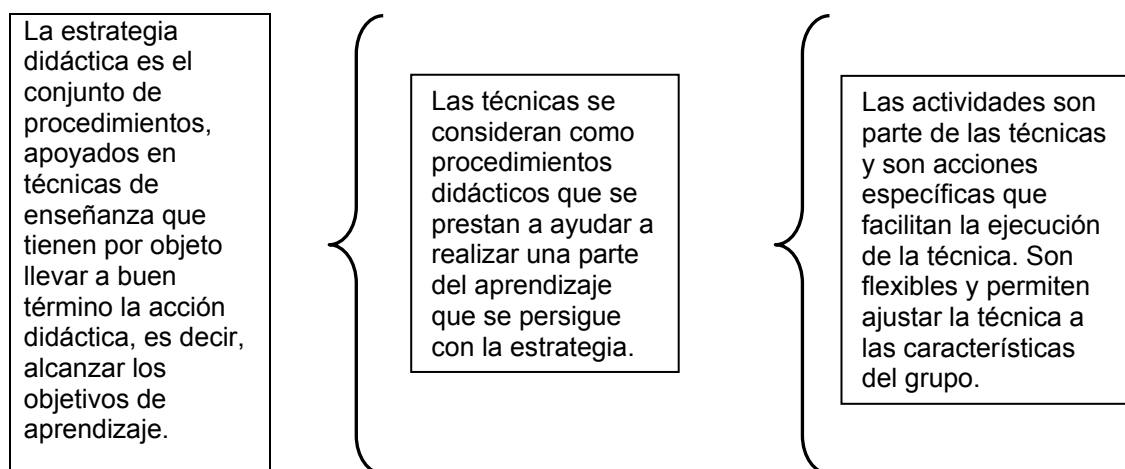 La estrategia
didáctica es el
conjunto de
procedimientos,
apoyados en
técnicas de
enseñanza que
tienen por objeto
llevar a buen
término la acción
didáctica, es decir,
alcanzar los
objetivos de
aprendizaje.
Las técnicas se
consideran como
procedimientos
didácticos que se
prestan a ayudar a
realizar una parte
del aprendizaje
que se persigue
con la estrategia.
Las actividades son
parte de las técnicas
y son acciones
específicas que
facilitan la ejecución
de la técnica. Son
flexibles y permiten
ajustar la técnica a
las características
del grupo.